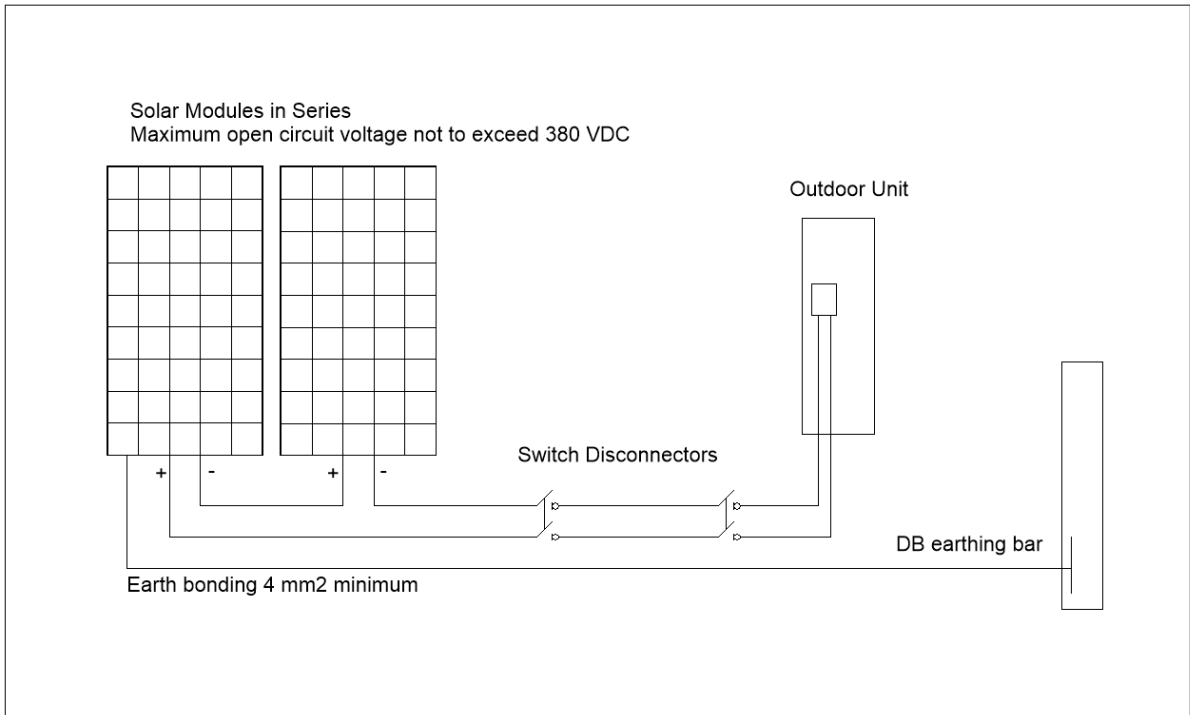 Solar Modules in Series
Maximum open circuit voltage not to exceed 380 VDC
Outdoor Unit
+ - + -
Switch Disconnectors
DB earthing bar
Earth bonding 4 mm2 minimum